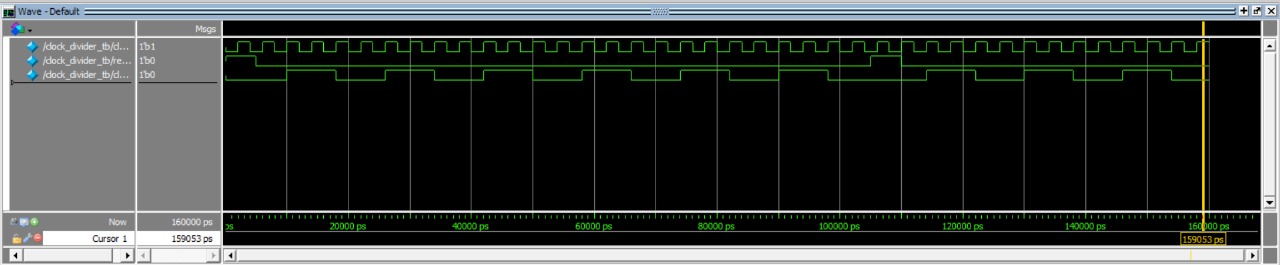 Wave - Default
Msgs
/clock_divider_tb/cl... 1'b1
/clock_divider_tb/re... 1'b0
/clock_divider_tb/cl... 1'b0
Now 160000 ps
ps 20000 ps 40000 ps 60000 ps 80000 ps 100000 ps 120000 ps 140000 ps 160000 ps
Cursor 1 159053 ps
159053 ps